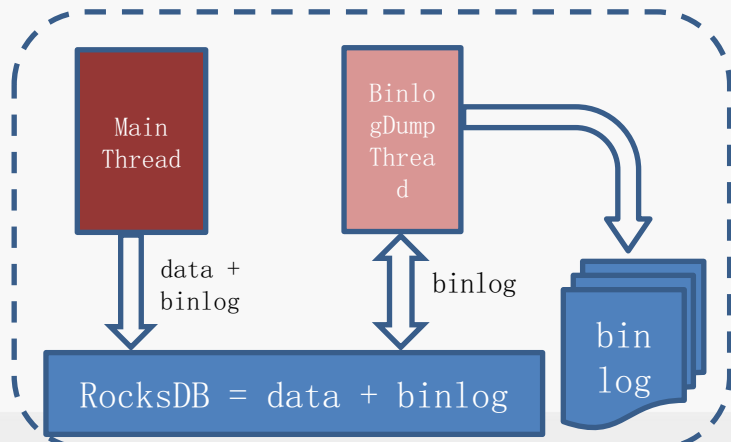 Main
Thread
Binlo
gDump
Threa
d
data +
binlog
binlog
bin
log
RocksDB = data + binlog